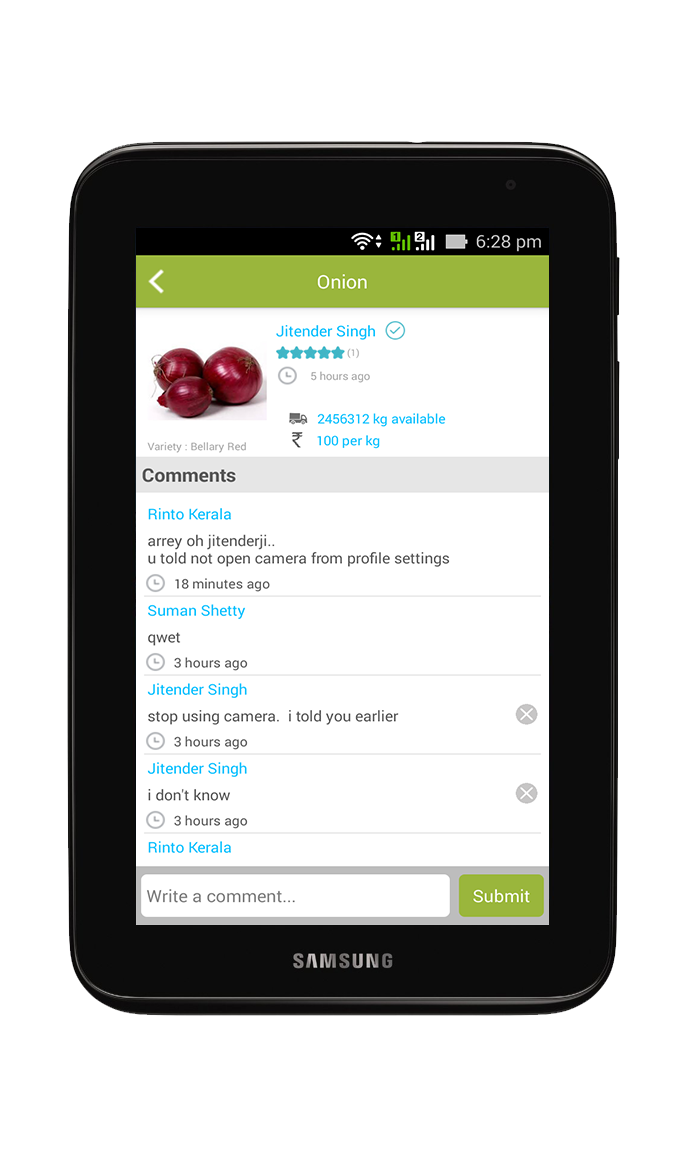 1 2 6:28 pm
Onion
Jitender Singh
(1)
5 hours ago
2456312 kg available
₹ 100 per kg
Variety : Bellary Red
Comments
Rinto Kerala
arrey oh jitenderji..
u told not open camera from profile settings
18 minutes ago
Suman Shetty
qwet
3 hours ago
Jitender Singh
stop using camera.  i told you earlier
3 hours ago
Jitender Singh
i don't know
3 hours ago
Rinto Kerala
Write a comment...
Submit
SAMSUNG